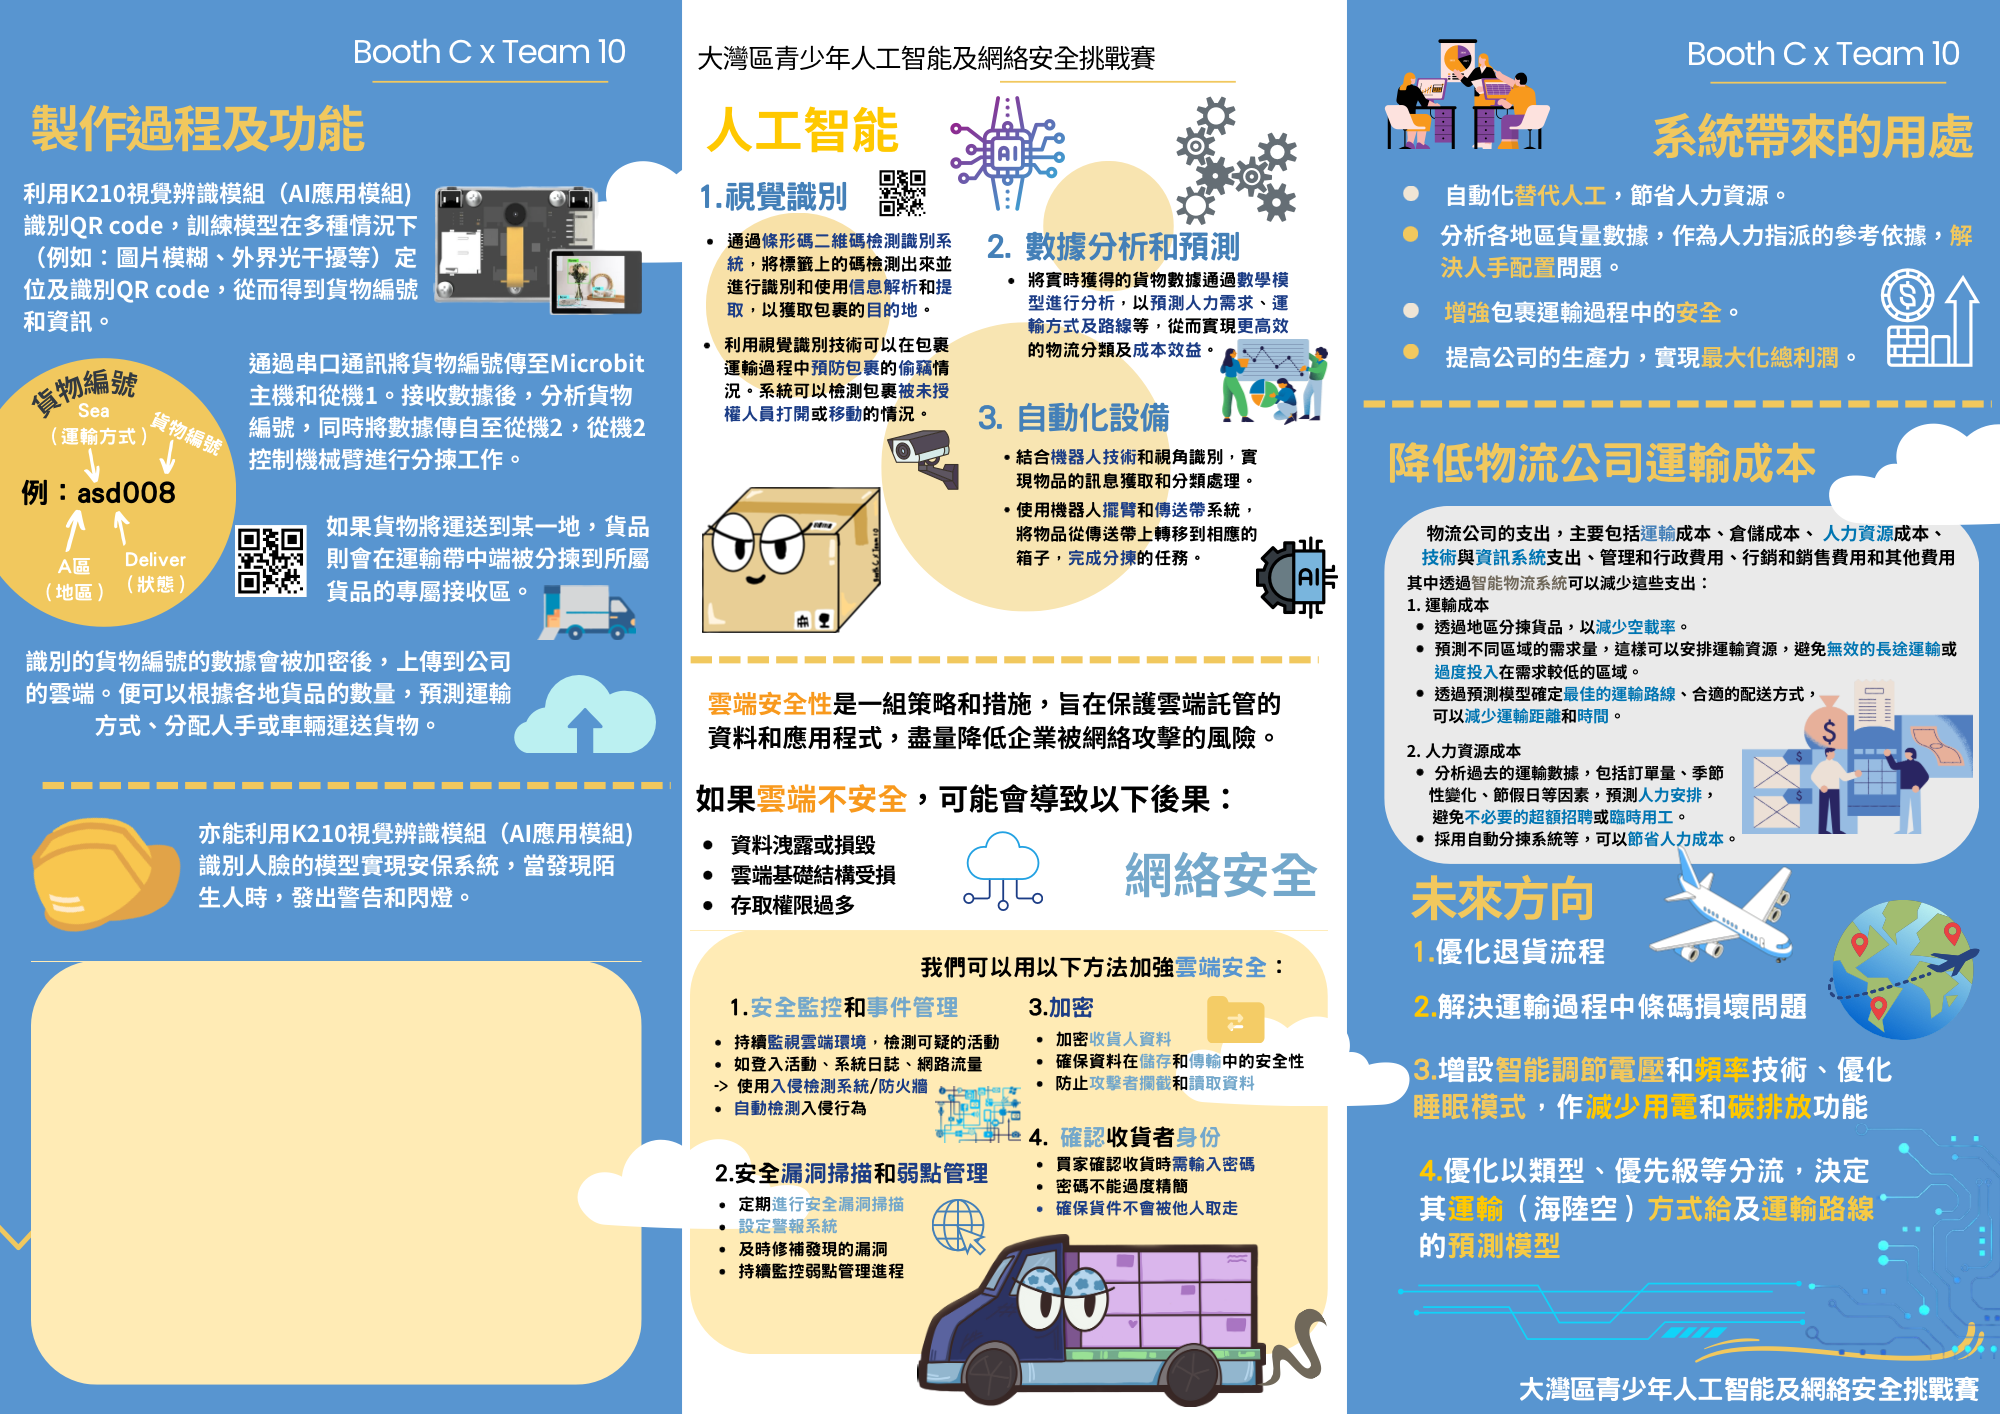 Booth C x Team 10
製作過程及功能
利用K210視覺辨識模組（AI應用模組)
識別QR code，訓練模型在多種情況下
（例如：圖片模糊、外界光干擾等）定
位及識別QR code，從而得到貨物編號
和資訊。
通過串口通訊將貨物編號傳至Microbit
主機和從機1。接收數據後，分析貨物
編號，同時將數據傳自至從機2，從機2
控制機械臂進行分揀工作。
貨物編號
Sea
（運輸方式）
貨物編號
例：asd008
A區
（地區）
Deliver
（狀態）
如果貨物將運送到某一地，貨品
則會在運輸帶中端被分揀到所屬
貨品的專屬接收區。
識別的貨物編號的數據會被加密後，上傳到公司
的雲端。便可以根據各地貨品的數量，預測運輸
方式、分配人手或車輛運送貨物。
亦能利用K210視覺辨識模組（AI應用模組)
識別人臉的模型實現安保系統，當發現陌
生人時，發出警告和閃燈。
大灣區青少年人工智能及網絡安全挑戰賽
人工智能
AI
1.視覺識別
• 通過條形碼二維碼檢測識別系
統，將標籤上的碼檢測出來並
進行識別和使用信息解析和提
取，以獲取包裹的目的地。
• 利用視覺識別技術可以在包裹
運輸過程中預防包裹的偷竊情
況。系統可以檢測包裹被未授
權人員打開或移動的情況。
2. 數據分析和預測
• 將實時獲得的貨物數據通過數學模
型進行分析，以預測人力需求、運
輸方式及路線等，從而實現更高效
的物流分類及成本效益。
3. 自動化設備
• 結合機器人技術和視角識別，實
現物品的訊息獲取和分類處理。
• 使用機器人擺臂和傳送帶系統，
將物品從傳送帶上轉移到相應的
箱子，完成分揀的任務。
Booth C x Team 10
AI
雲端安全性是一組策略和措施，旨在保護雲端託管的
資料和應用程式，盡量降低企業被網絡攻擊的風險。
如果雲端不安全，可能會導致以下後果：
• 資料洩露或損毀
• 雲端基礎結構受損
• 存取權限過多
網絡安全
我們可以用以下方法加強雲端安全：
1.安全監控和事件管理
• 持續監視雲端環境，檢測可疑的活動
• 如登入活動、系統日誌、網路流量
-> 使用入侵檢測系統/防火牆
• 自動檢測入侵行為
2.安全漏洞掃描和弱點管理
• 定期進行安全漏洞掃描
• 設定警報系統
• 及時修補發現的漏洞
• 持續監控弱點管理進程
3.加密
• 加密收貨人資料
• 確保資料在儲存和傳輸中的安全性
• 防止攻擊者攔截和讀取資料
4. 確認收貨者身份
• 買家確認收貨時需輸入密碼
• 密碼不能過度精簡
• 確保貨件不會被他人取走
Booth C x Team 10
系統帶來的用處
• 自動化替代人工，節省人力資源。
• 分析各地區貨量數據，作為人力指派的參考依據，解
決人手配置問題。
• 增強包裹運輸過程中的安全。
• 提高公司的生產力，實現最大化總利潤。
降低物流公司運輸成本
物流公司的支出，主要包括運輸成本、倉儲成本、 人力資源成本、
技術與資訊系統支出、管理和行政費用、行銷和銷售費用和其他費用
其中透過智能物流系統可以減少這些支出：
1. 運輸成本
• 透過地區分揀貨品，以減少空載率。
• 預測不同區域的需求量，這樣可以安排運輸資源，避免無效的長途運輸或
過度投入在需求較低的區域。
• 透過預測模型確定最佳的運輸路線、合適的配送方式，
可以減少運輸距離和時間。
2. 人力資源成本
• 分析過去的運輸數據，包括訂單量、季節
性變化、節假日等因素，預測人力安排，
避免不必要的超額招聘或臨時用工。
• 採用自動分揀系統等，可以節省人力成本。
未來方向
1.優化退貨流程
2.解決運輸過程中條碼損壞問題
3.增設智能調節電壓和頻率技術、優化
睡眠模式，作減少用電和碳排放功能
4.優化以類型、優先級等分流，決定
其運輸（海陸空）方式給及運輸路線
的預測模型
大灣區青少年人工智能及網絡安全挑戰賽